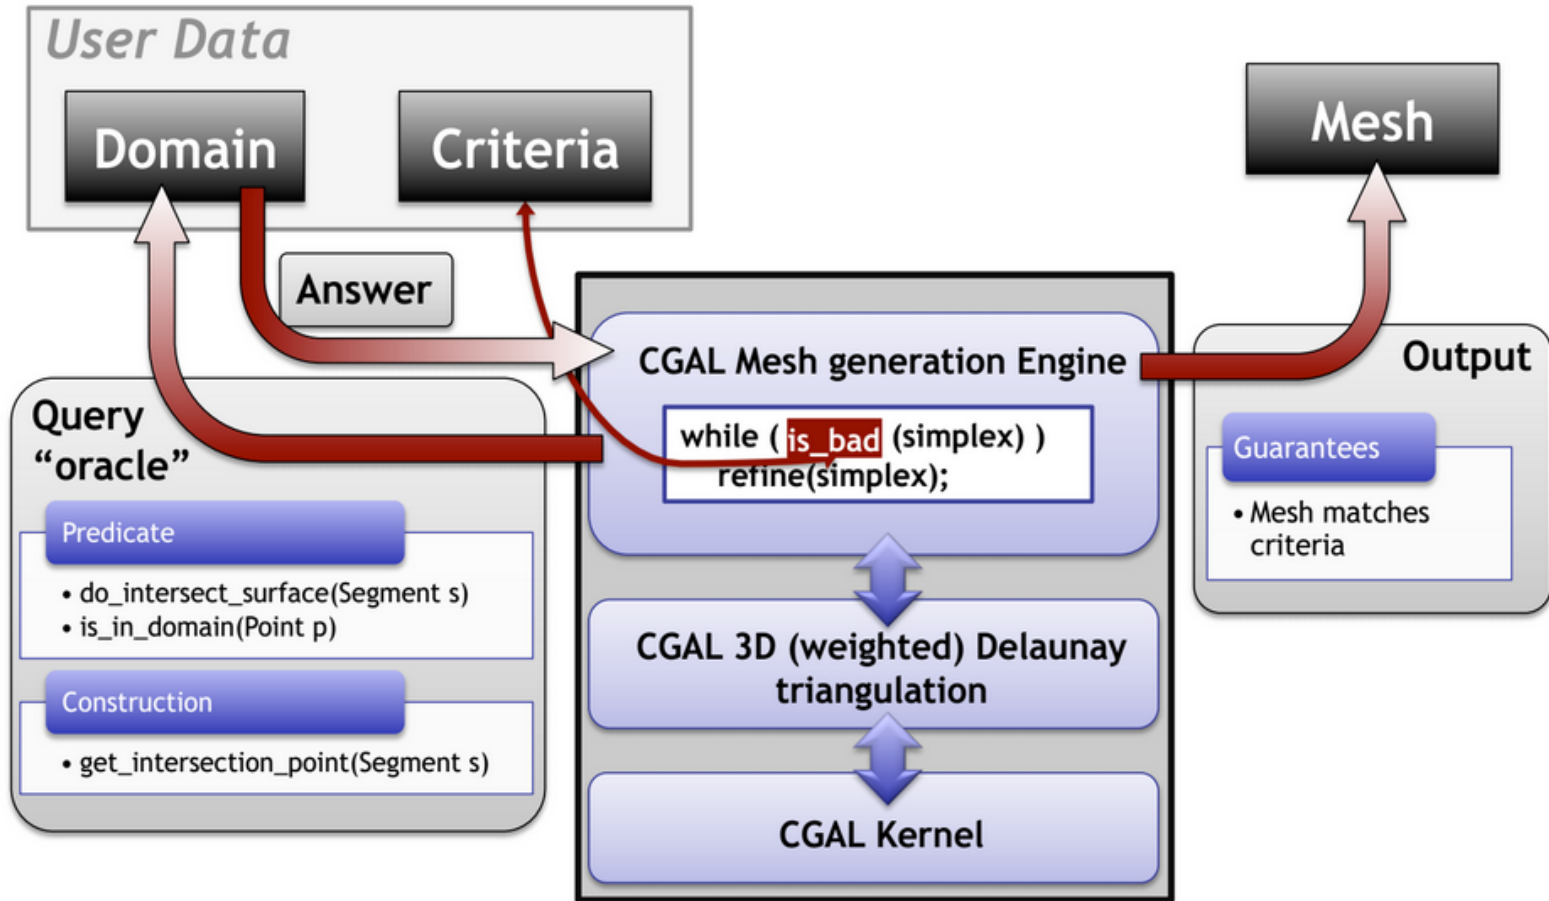 User Data
Domain
Criteria
Mesh
Answer
CGAL Mesh generation Engine
while ( is_bad (simplex) )
refine(simplex);
Output
Guarantees
• Mesh matches
criteria
Query
“oracle”
Predicate
• do_intersect_surface(Segment s)
• is_in_domain(Point p)
Construction
• get_intersection_point(Segment s)
CGAL 3D (weighted) Delaunay
triangulation
CGAL Kernel